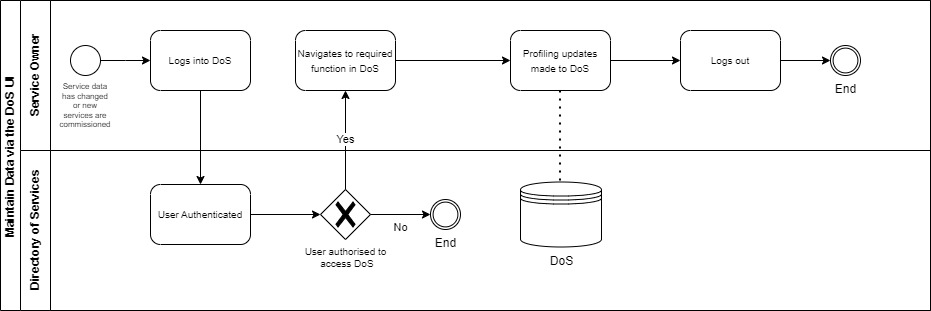 Maintain Data via the DoS UI
Service Owner
Service data
has changed
or new
services are
commissioned
Logs into DoS
Navigates to required
function in DoS
Profiling updates
made to DoS
Logs out
End
Yes
Directory of Services
User Authenticated
User authorised to
access DoS
No
End
DoS